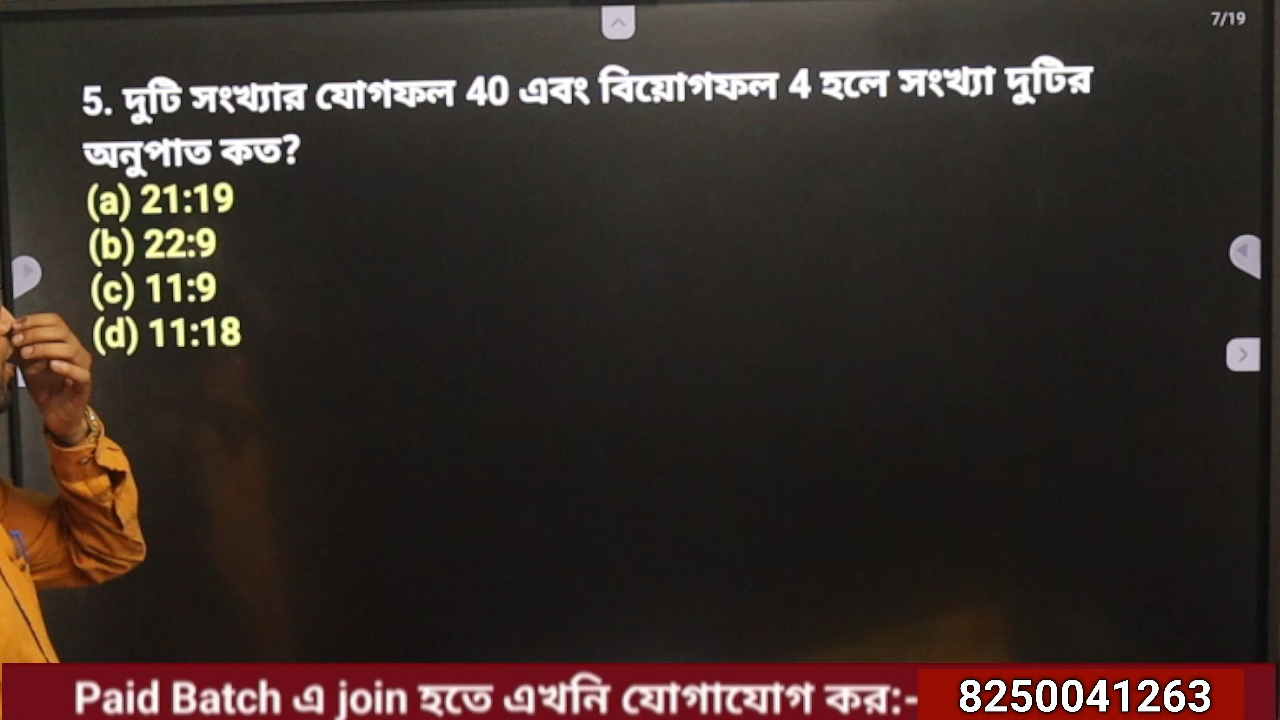 7/19
5. দুটি সংখ্যার যোগফল 40 এবং বিয়োগফল 4 হলে সংখ্যা দুটির
অনুপাত কত?
(a) 21:19
(b) 22:9
(c) 11:9
(d) 11:18
Paid Batch এ join হতে এখনি যোগাযোগ কর:- 8250041263